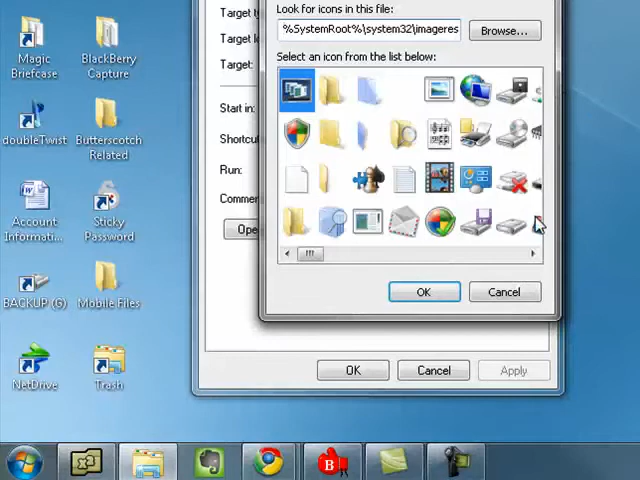 Look for icons in this file:
%SystemRoot%\system32\imageres
Browse...
Select an icon from the list below:
OK
Cancel
Target
Target
Target:
Start in:
Shortcu
Run:
Comme
Ope
OK
Cancel
Apply
Magic
Briefcase
BlackBerry
Capture
doubleTwist
Butterscotch
Related
Account
Informati...
Sticky
Password
BACKUP (G)
Mobile Files
NetDrive
Trash
B